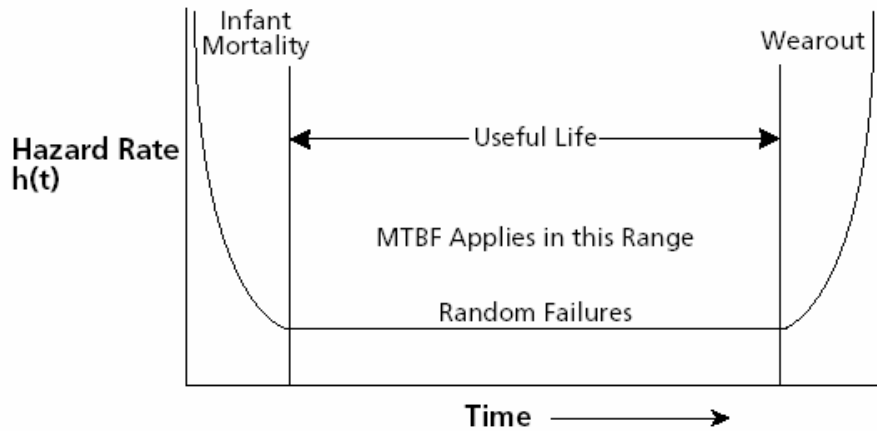 Infant
Mortality
Wearout
Useful Life
Hazard Rate
h(t)
MTBF Applies in this Range
Random Failures
Time